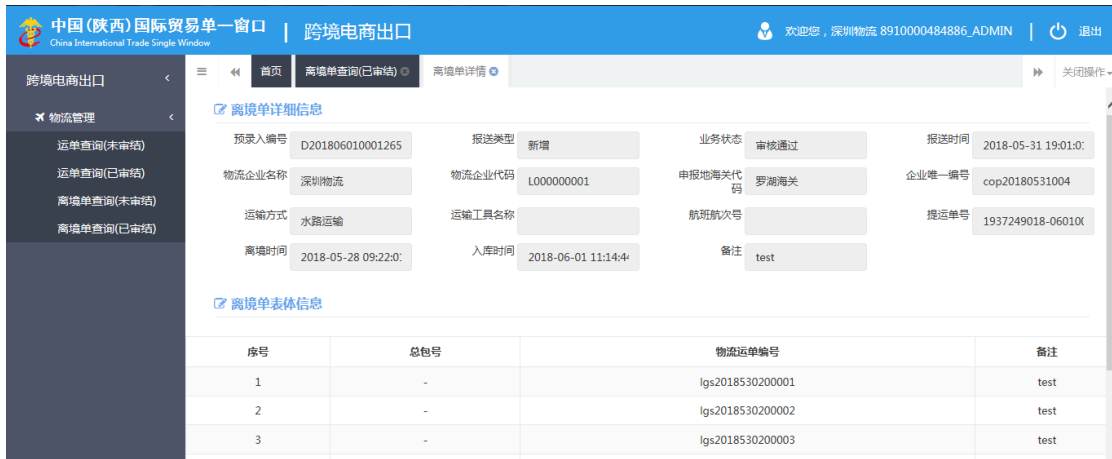 中国(陕西)国际贸易单一窗口 | 跨境电商出口
China International Trade Single Window
欢迎您，深圳物流 8910000484886_ADMIN | 退出
跨境电商出口
物流管理
运单查询(未审结)
运单查询(已审结)
离境单查询(未审结)
离境单查询(已审结)
首页 离境单查询(已审结) 离境单详情 关闭操作
离境单详细信息
预录入编号 D201806010001265 报送类型 新增 业务状态 审核通过 报送时间 2018-05-31 19:01:0
物流企业名称 深圳物流 物流企业代码 L000000001 申报地海关代码 罗湖海关 企业唯一编号 cop20180531004
运输方式 水路运输 运输工具名称 航班航次号 提运单号 1937249018-06010
离境时间 2018-05-28 09:22:0 入库时间 2018-06-01 11:14:4 备注 test
离境单表体信息
序号 总包号 物流运单编号 备注
1 - lgs2018530200001 test
2 - lgs2018530200002 test
3 - lgs2018530200003 test